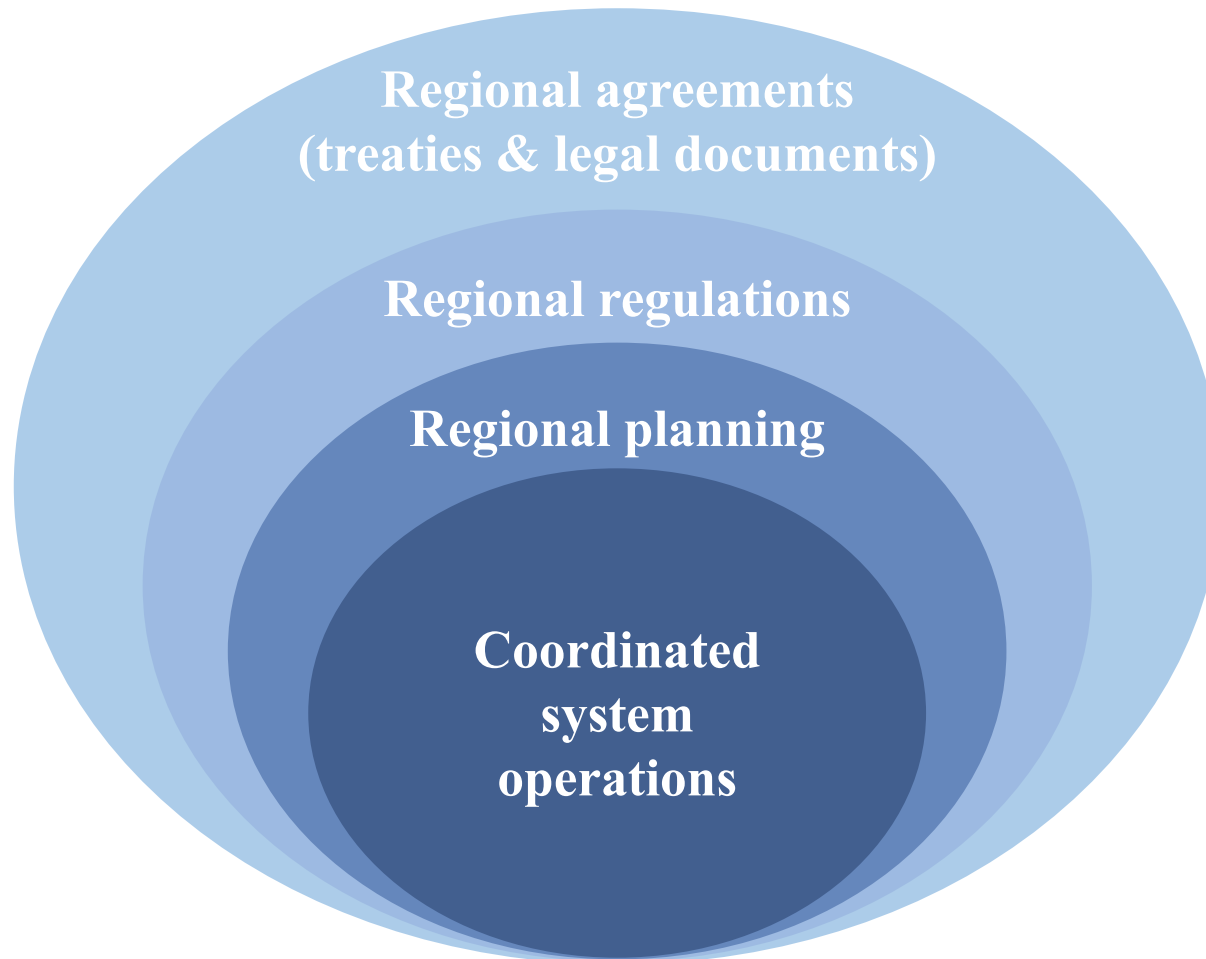 Regional agreements
(treaties & legal documents)
Regional regulations
Regional planning
Coordinated
system
operations